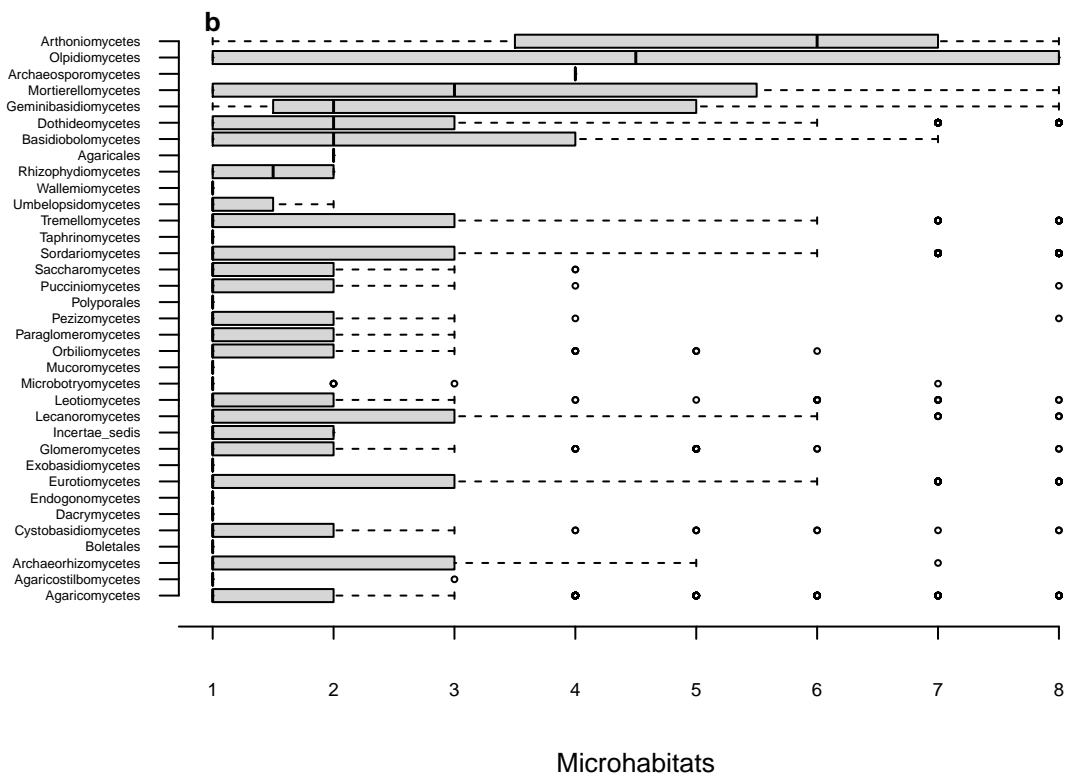 b
Arthoniomycetes
Olpidiomycetes
Archaeosporomycetes
Mortierellomycetes
Geminibasidiomycetes
Dothideomycetes
Basidiobolomycetes
Agaricales
Rhizophydiomycetes
Wallemiomycetes
Umbelopsidomycetes
Tremellomycetes
Taphrinomycetes
Sordariomycetes
Saccharomycetes
Pucciniomycetes
Polyporales
Pezizomycetes
Paraglomeromycetes
Orbiliomycetes
Mucoromycetes
Microbotryomycetes
Leotiomycetes
Lecanoromycetes
Incertae_sedis
Glomeromycetes
Exobasidiomycetes
Eurotiomycetes
Endogonomycetes
Dacrymycetes
Cystobasidiomycetes
Boletales
Archaeorhizomycetes
Agaricostilbomycetes
Agaricomycetes
1 2 3 4 5 6 7 8
Microhabitats